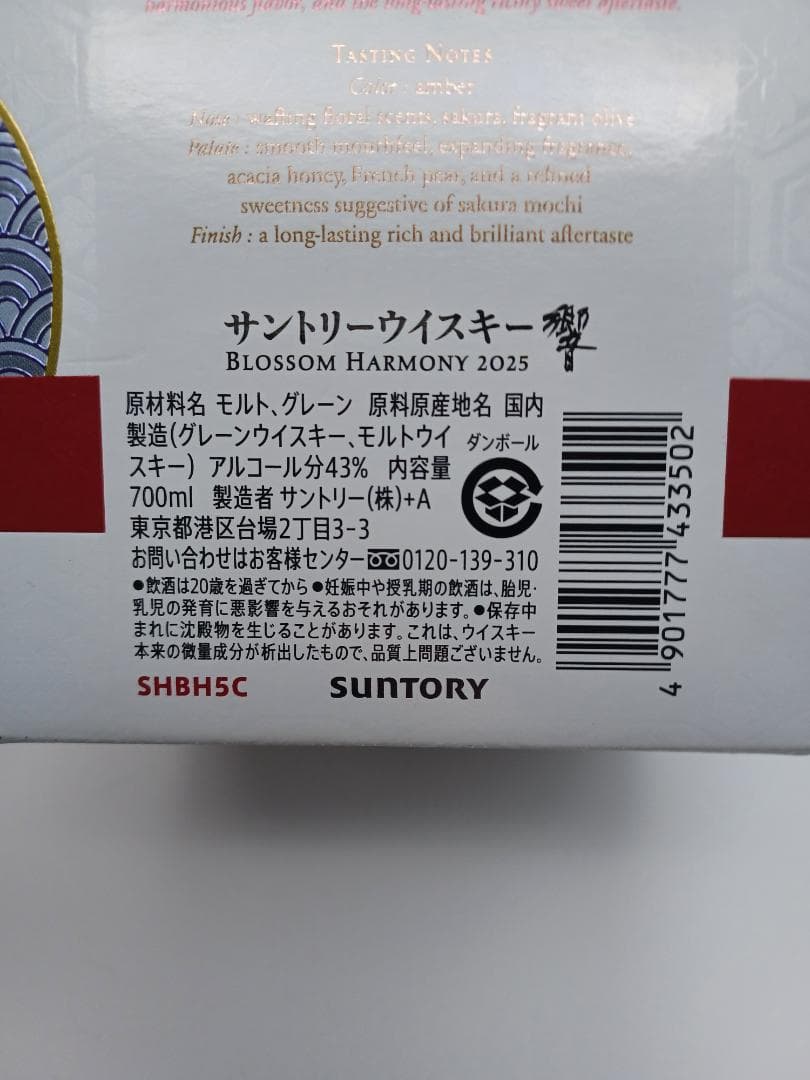 harmonious flavor, and the long-lasting richly sweet aftertaste.
TASTING NOTES
Color : amber
Nose : wafting floral scents, sakura, fragrant olive
Palate : smooth mouthfeel, expanding fragrance,
acacia honey, French pear, and a refined
sweetness suggestive of sakura mochi
Finish : a long-lasting rich and brilliant aftertaste
サントリーウイスキー 響
BLOSSOM HARMONY 2025
原材料名 モルト、グレーン 原料原産地名 国内
製造(グレーンウイスキー、モルトウイ
スキー) アルコール分43% 内容量
700ml 製造者 サントリー(株)+A
東京都港区台場2丁目3-3
お問い合わせはお客様センター 0120-139-310
●飲酒は20歳を過ぎてから ●妊娠中や授乳期の飲酒は、胎児・
乳児の発育に悪影響を与えるおそれがあります。●保存中
まれに沈殿物を生じることがあります。これは、ウイスキー
本来の微量成分が析出したもので、品質上問題ございません。
ダンボール
SHBH5C
SUNTORY
4 901777 433502